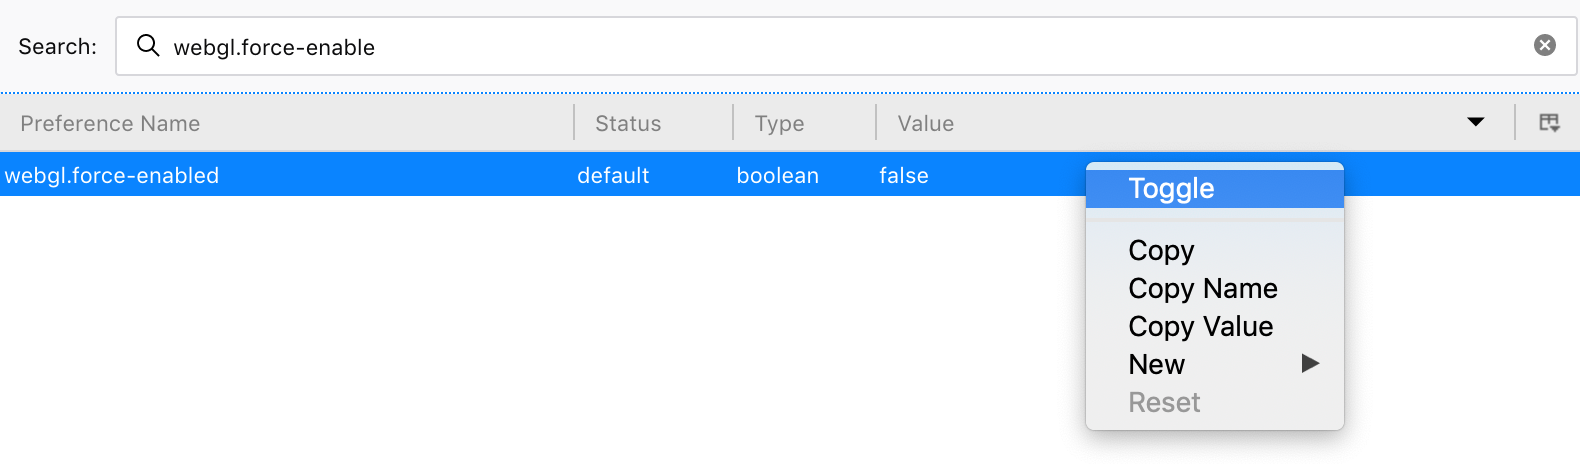 Search: webgl.force-enable
Preference Name Status Type Value
webgl.force-enabled default boolean false
Toggle
Copy
Copy Name
Copy Value
New
Reset